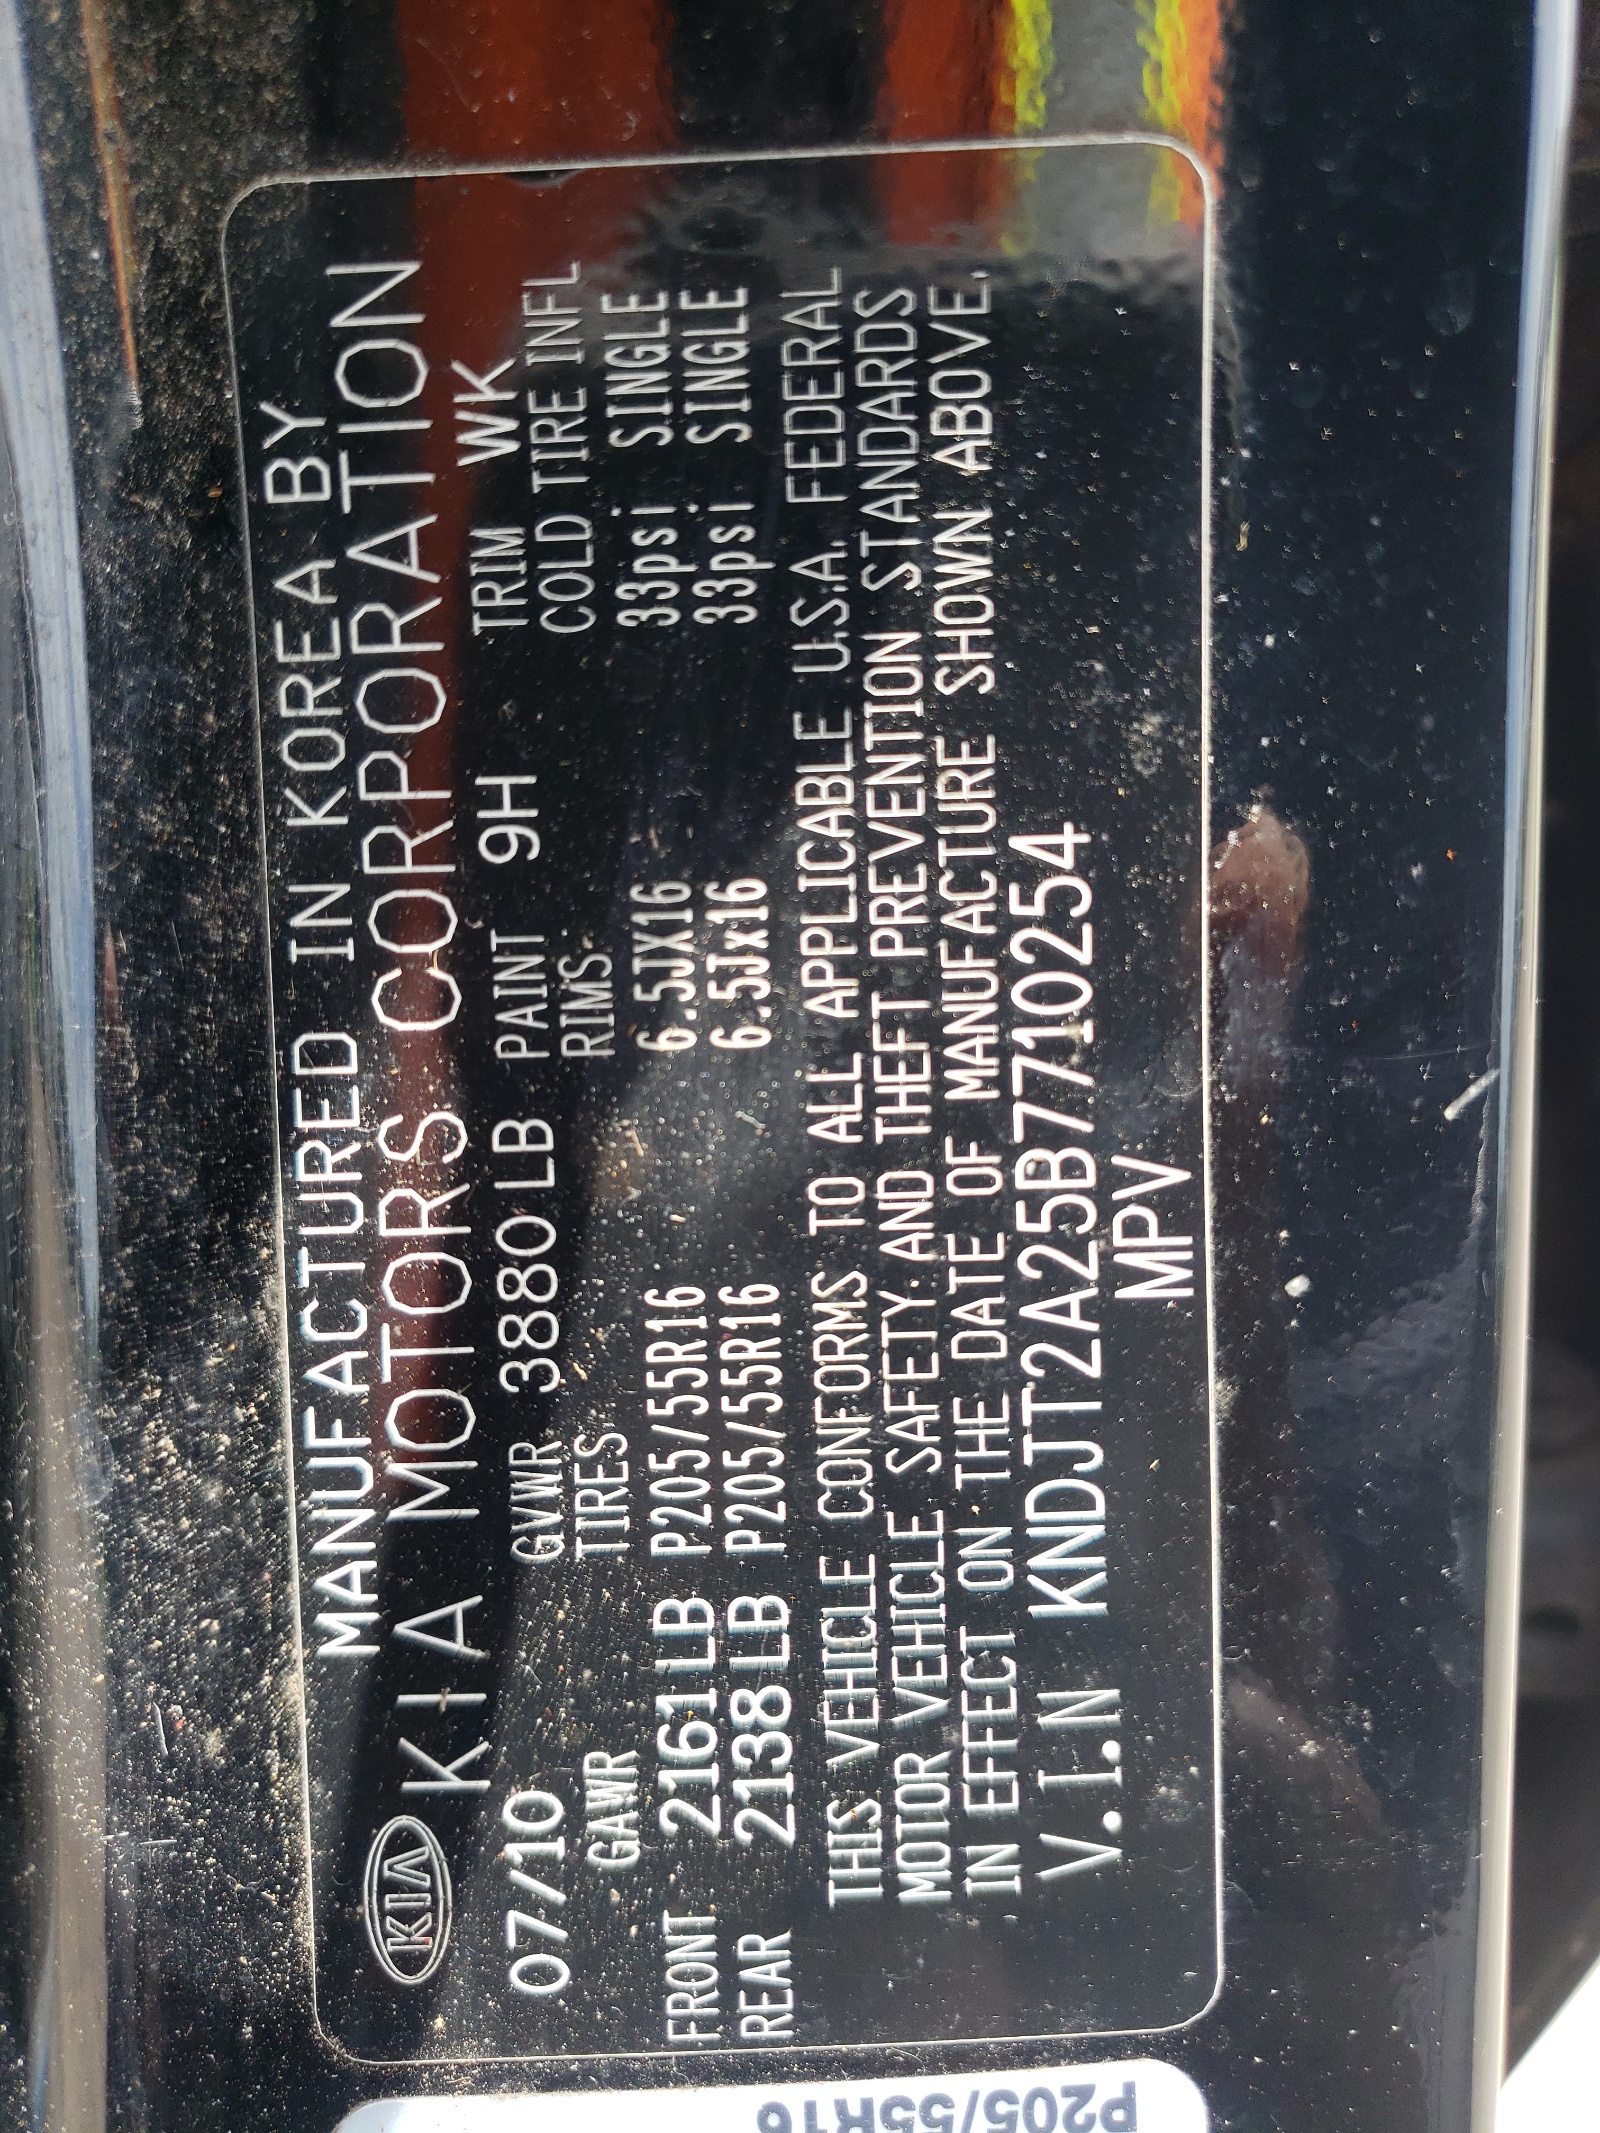 MANUFACTURED IN KOREA BY
KIA KIA MOTORS CORPORATION
07/10 GVWR 3880 LB PAINT 9H TRIM WK
GAWR TIRES RIMS COLD TIRE INFL
FRONT 2161 LB P205/55R16 6.5JX16 33psi SINGLE
REAR 2138 LB P205/55R16 6.5Jx16 33psi SINGLE
THIS VEHICLE CONFORMS TO ALL APPLICABLE U.S.A. FEDERAL
MOTOR VEHICLE SAFETY AND THEFT PREVENTION STANDARDS
IN EFFECT ON THE DATE OF MANUFACTURE SHOWN ABOVE.
V.I.N KNDJT2A25B7710254
MPV
P205/55R16